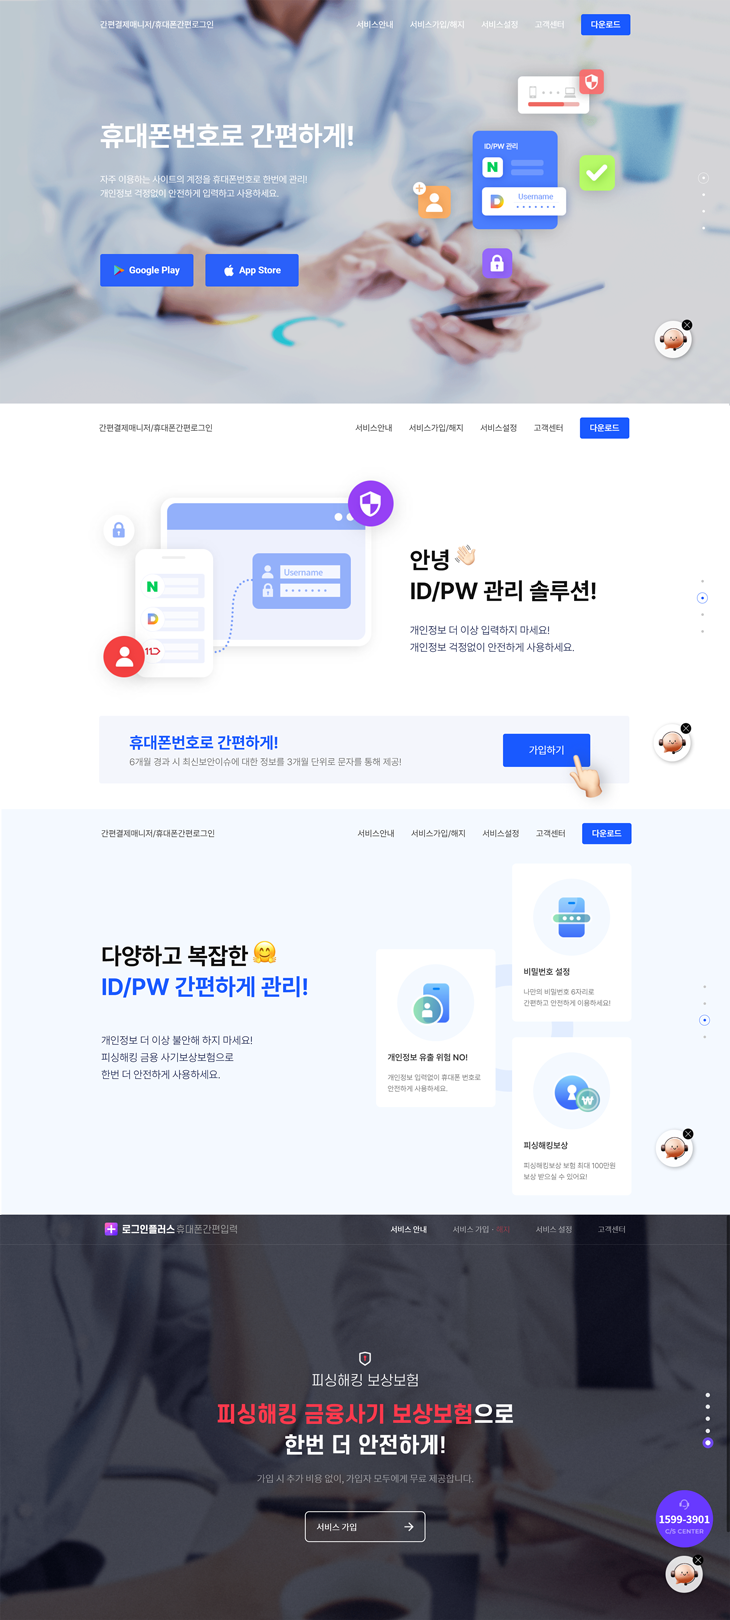 간편결제매니저/휴대폰간편로그인
서비스안내 서비스가입/해지 서비스설정 고객센터 다운로드
휴대폰번호로 간편하게!
자주 이용하는 사이트의 계정을 휴대폰번호로 한번에 관리!
개인정보 걱정없이 안전하게 입력하고 사용하세요.
Google Play
App Store
ID/PW 관리
N
D Username
간편결제매니저/휴대폰간편로그인
서비스안내 서비스가입/해지 서비스설정 고객센터 다운로드
N
D
11
Username
안녕
ID/PW 관리 솔루션!
개인정보 더 이상 입력하지 마세요!
개인정보 걱정없이 안전하게 사용하세요.
휴대폰번호로 간편하게!
6개월 경과 시 최신보안이슈에 대한 정보를 3개월 단위로 문자를 통해 제공!
가입하기
간편결제매니저/휴대폰간편로그인
서비스안내 서비스가입/해지 서비스설정 고객센터 다운로드
다양하고 복잡한
ID/PW 간편하게 관리!
개인정보 더 이상 불안해 하지 마세요!
피싱해킹 금융 사기보상보험으로
한번 더 안전하게 사용하세요.
개인정보 유출 위험 NO!
개인정보 입력없이 휴대폰 번호로
안전하게 사용하세요.
비밀번호 설정
나만의 비밀번호 6자리로
간편하고 안전하게 이용하세요!
W
피싱해킹보상
피싱해킹보상 보험 최대 100만원
보상 받으실 수 있어요!
로그인플러스 휴대폰간편입력
서비스 안내 서비스 가입 · 해지 서비스 설정 고객센터
피싱해킹 보상보험
피싱해킹 금융사기 보상보험으로
한번 더 안전하게!
가입 시 추가 비용 없이, 가입자 모두에게 무료 제공합니다.
서비스 가입
1599-3901
C/S CENTER